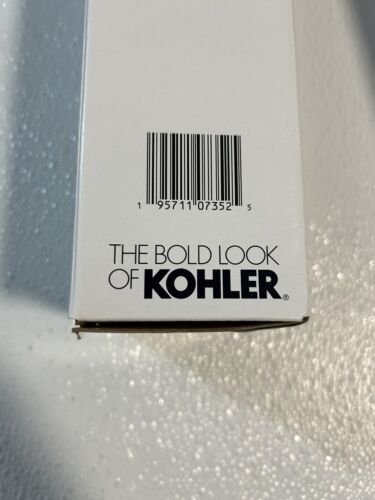 1 95711 07352 5
THE BOLD LOOK
OF KOHLER®